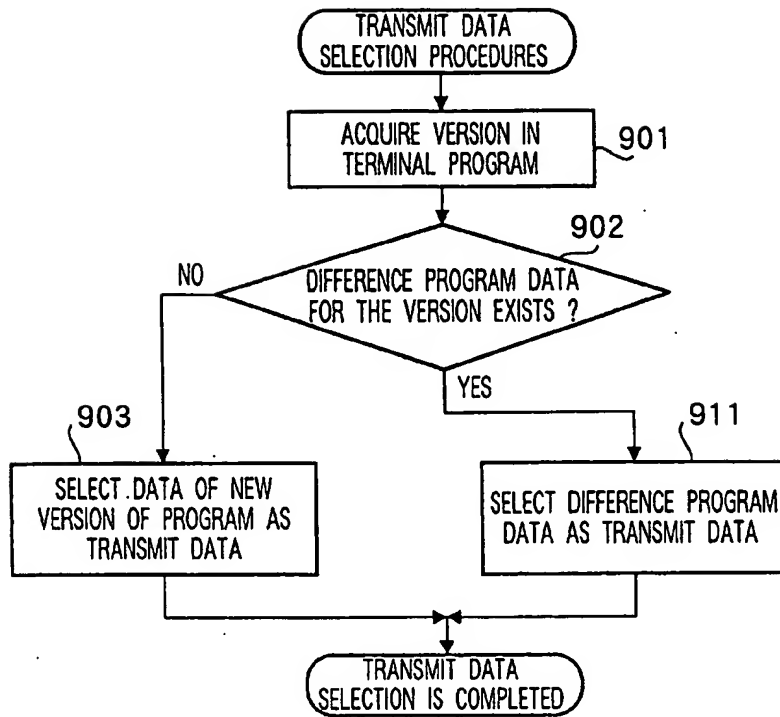 TRANSMIT DATA
SELECTION PROCEDURES
ACQUIRE VERSION IN
TERMINAL PROGRAM
901
902
DIFFERENCE PROGRAM DATA
FOR THE VERSION EXISTS ?
NO
YES
903
SELECT .DATA OF NEW
VERSION OF PROGRAM AS
TRANSMIT DATA
911
SELECT DIFFERENCE PROGRAM
DATA AS TRANSMIT DATA
TRANSMIT DATA
SELECTION IS COMPLETED